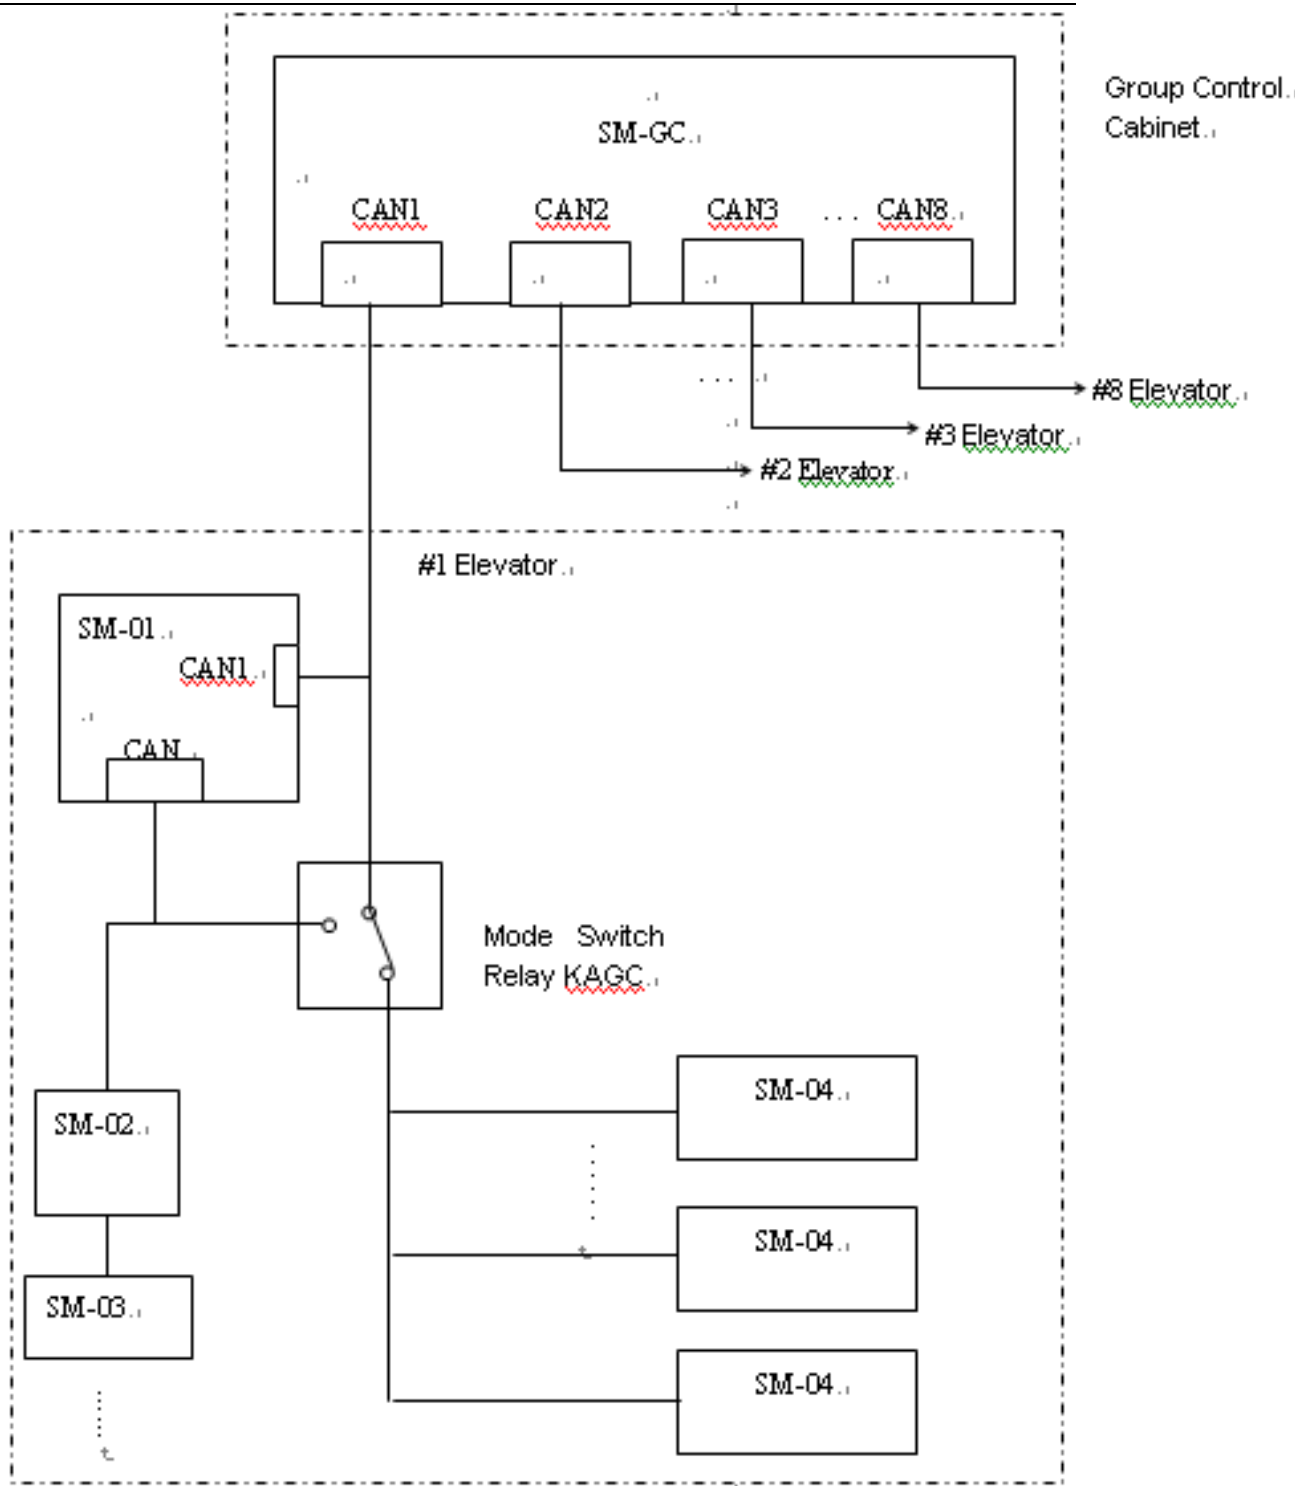 Group Control
Cabinet
SM-GC
CAN1 CAN2 CAN3 ... CAN8
...
#8 Elevator
#3 Elevator
#2 Elevator
#1 Elevator
SM-01
CAN1
CAN
Mode Switch
Relay KAGC
SM-04
SM-02
SM-04
SM-03
SM-04